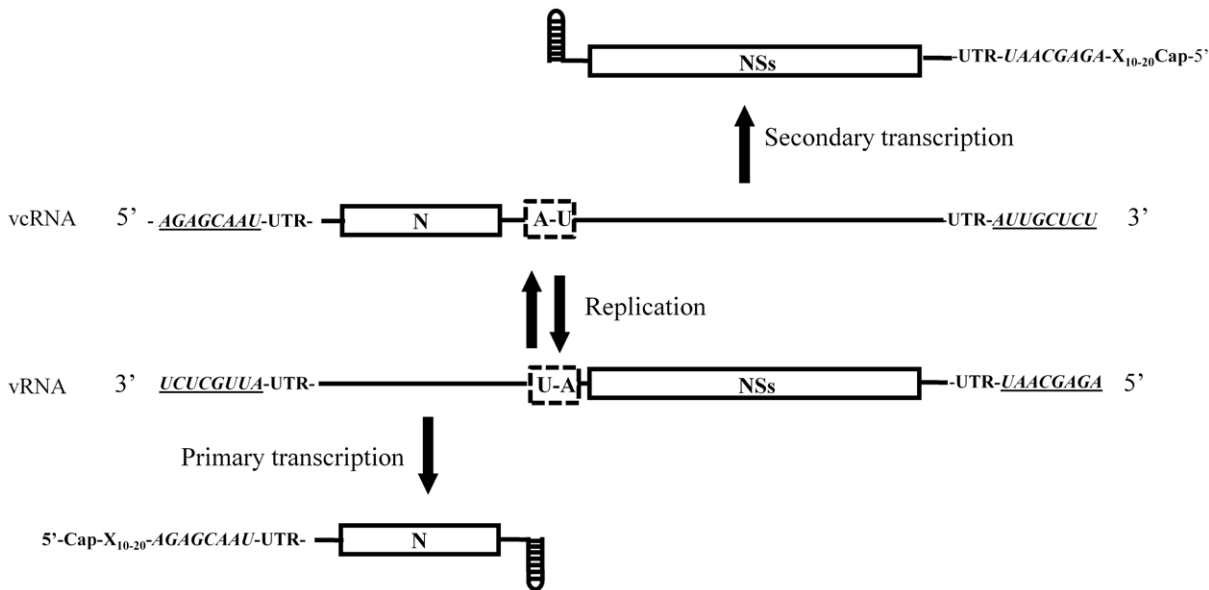 NSs -UTR-UAACGAGA-X10-20Cap-5’
Secondary transcription
vcRNA 5’ -AGAGCAAU-UTR- N A-U -UTR-AUUGCUCU 3’
Replication
vRNA 3’ UCUCGUUA-UTR- U-A NSs -UTR-UAACGAGA 5’
Primary transcription
5’-Cap-X10-20-AGAGCAAU-UTR- N